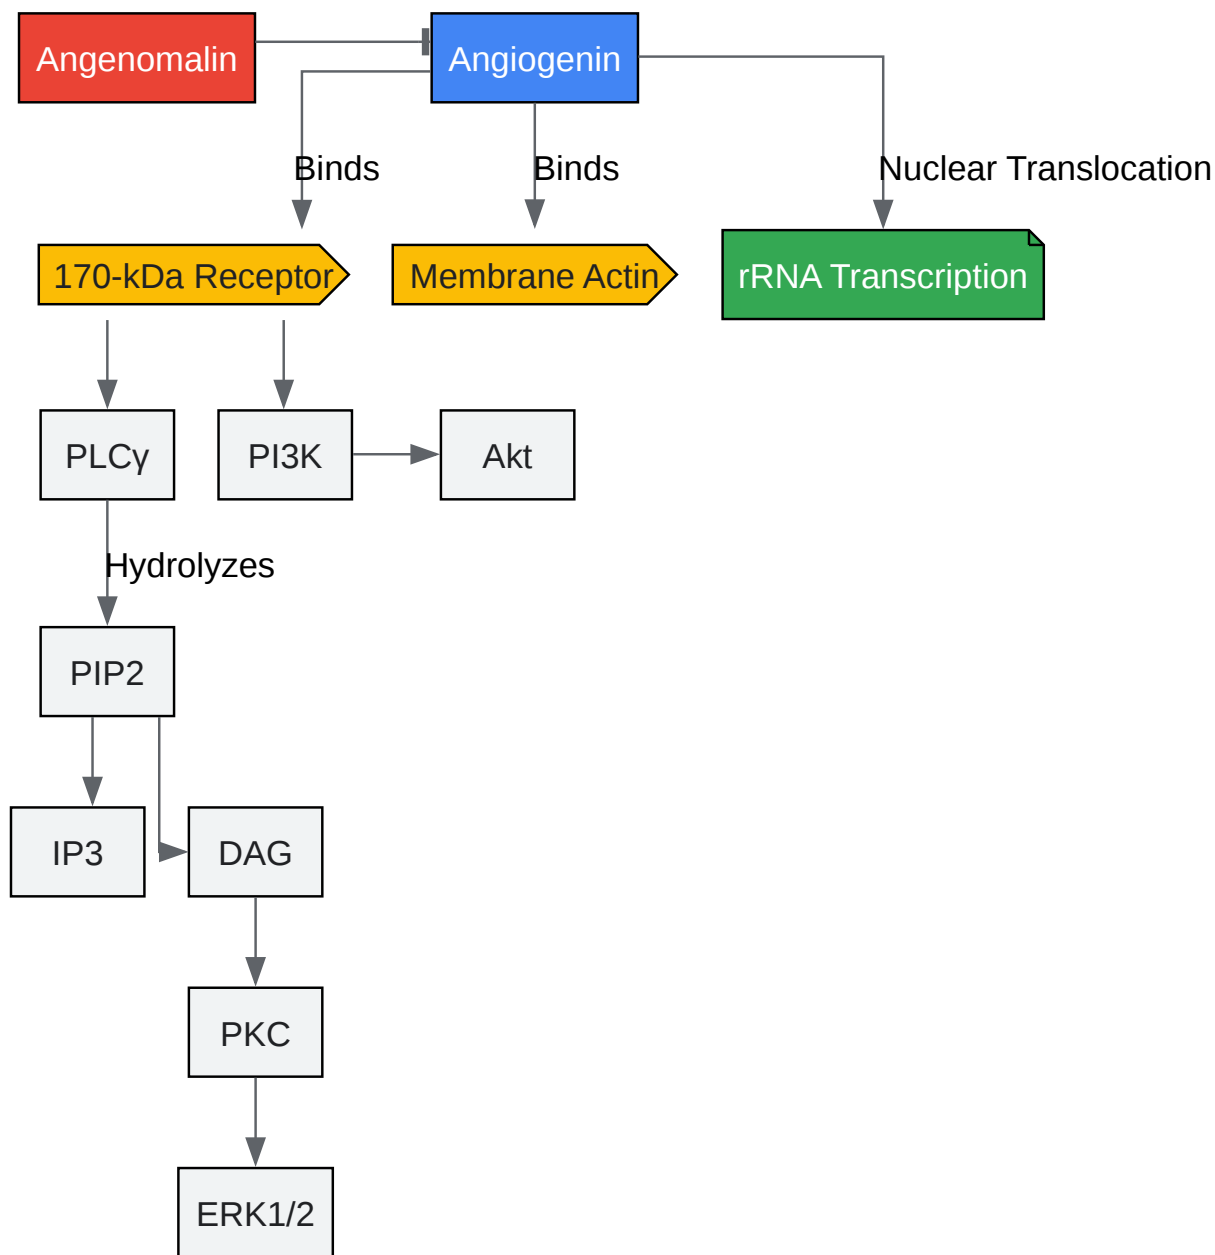 Angenomalin
Angiogenin
Binds
Binds
Nuclear Translocation
170-kDa Receptor
Membrane Actin
rRNA Transcription
PLCγ
PI3K
Akt
Hydrolyzes
PIP2
IP3
DAG
PKC
ERK1/2